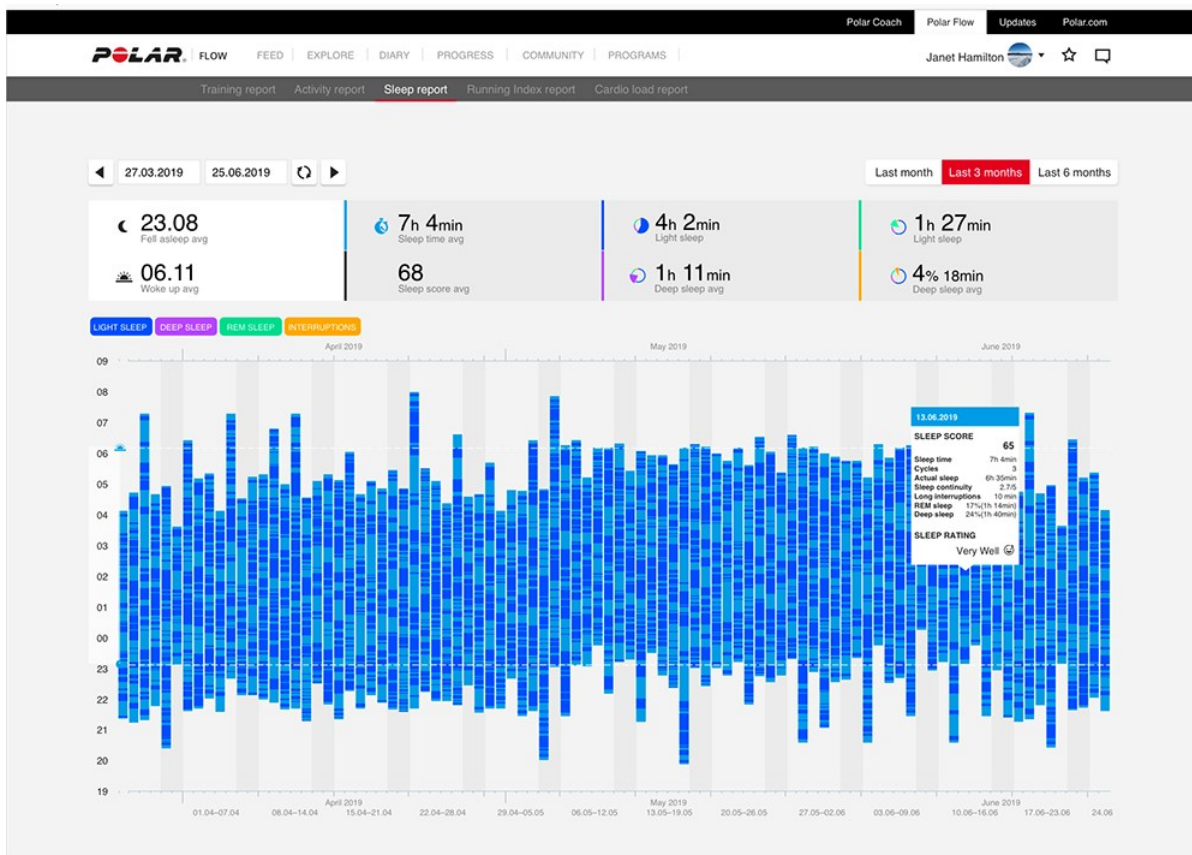 Polar Coach Polar Flow Updates Polar.com
POLAR. FLOW FEED EXPLORE DIARY PROGRESS COMMUNITY PROGRAMS Janet Hamilton
Training report Activity report Sleep report Running Index report Cardio load report
27.03.2019 25.06.2019 Last month Last 3 months Last 6 months
23.08 7h 4min 4h 2min 1h 27min
Fell asleep avg Sleep time avg Light sleep Light sleep
06.11 68 1h 11min 4% 18min
Woke up avg Sleep score avg Deep sleep avg Deep sleep avg
LIGHT SLEEP DEEP SLEEP REM SLEEP INTERRUPTIONS
April 2019 May 2019 June 2019
09
08
07
06
05
04
03
02
01
00
23
22
21
20
19
13.06.2019
SLEEP SCORE
65
Sleep time 7h 4min
Cycles 3
Actual sleep 6h 35min
Sleep continuity 2.7/5
Long interruptions 10 min
REM sleep 17%(1h 14min)
Deep sleep 24%(1h 40min)
SLEEP RATING
Very Well
April 2019 May 2019 June 2019
01.04–07.04 08.04–14.04 15.04–21.04 22.04–28.04 29.04–05.05 06.05–12.05 13.05–19.05 20.05–26.05 27.05–02.06 03.06–09.06 10.06–16.06 17.06–23.06 24.06